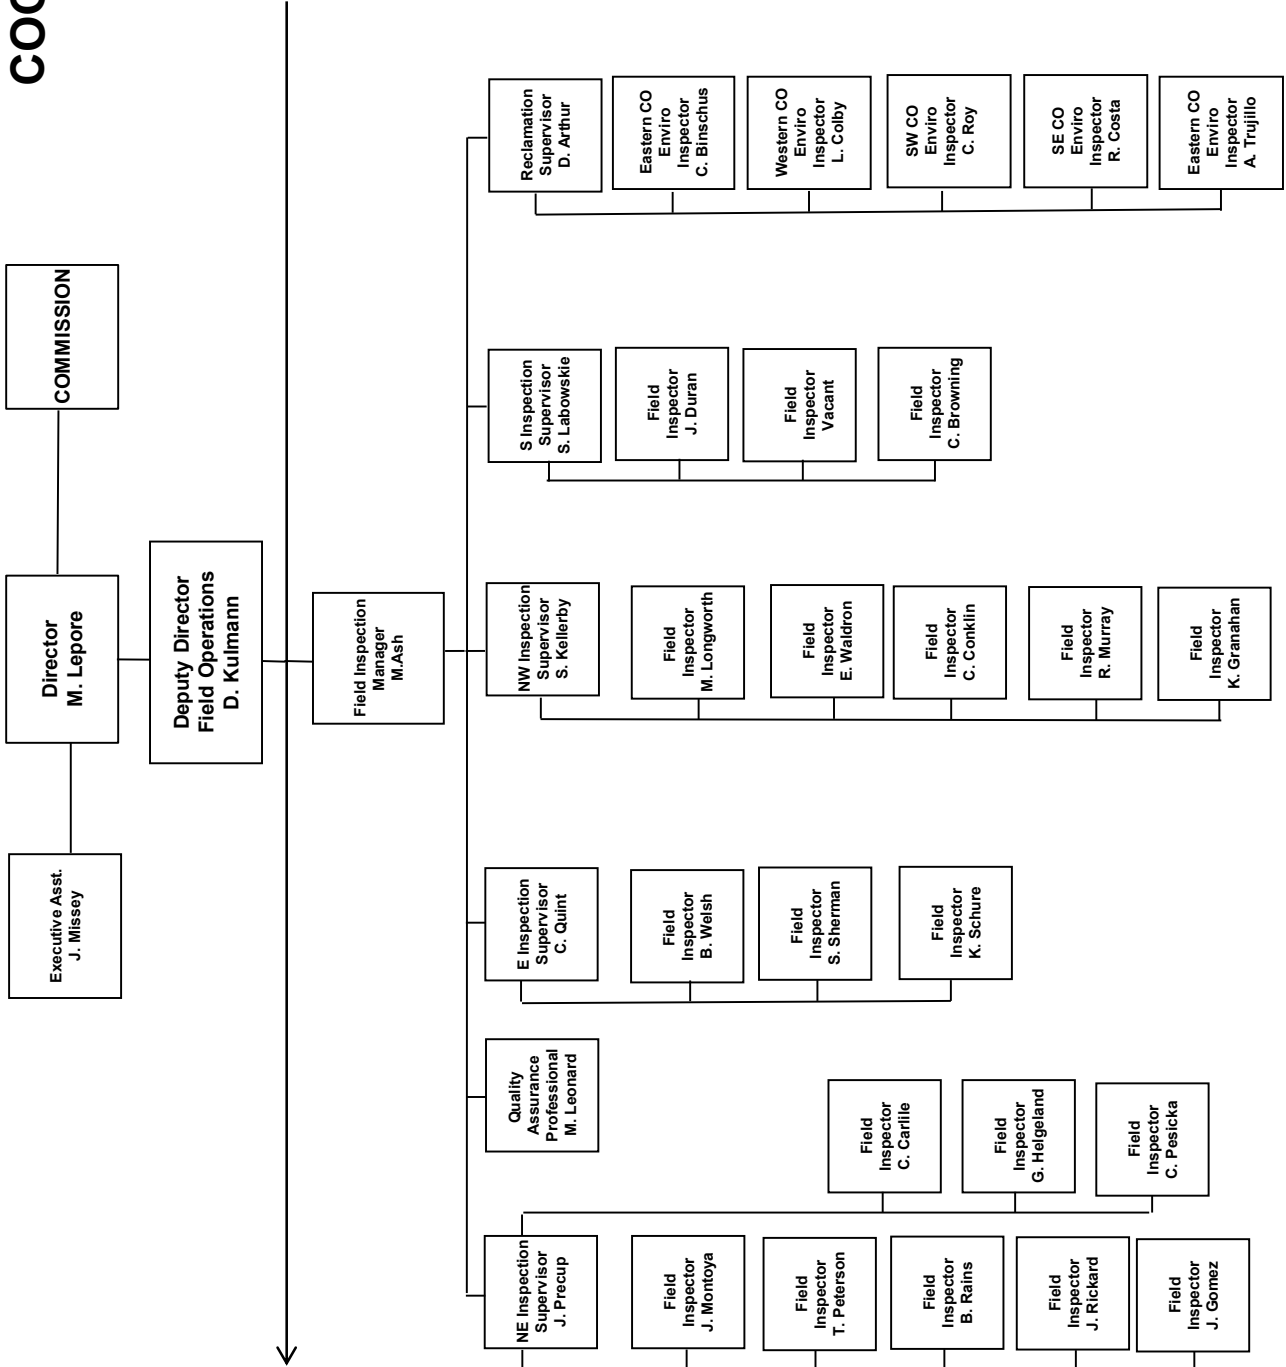 COG
COMMISSION
Director
M. Lepore
Executive Asst.
J. Missey
Deputy Director
Field Operations
D. Kulmann
Field Inspection
Manager
M.Ash
NE Inspection
Supervisor
J. Precup
Field
Inspector
J. Montoya
Field
Inspector
T. Peterson
Field
Inspector
B. Rains
Field
Inspector
J. Rickard
Field
Inspector
J. Gomez
Field
Inspector
C. Carlile
Field
Inspector
G. Helgeland
Field
Inspector
C. Pesicka
Quality
Assurance
Professional
M. Leonard
E Inspection
Supervisor
C. Quint
Field
Inspector
B. Welsh
Field
Inspector
S. Sherman
Field
Inspector
K. Schure
NW Inspection
Supervisor
S. Kellerby
Field
Inspector
M. Longworth
Field
Inspector
E. Waldron
Field
Inspector
C. Conklin
Field
Inspector
R. Murray
Field
Inspector
K. Granahan
S Inspection
Supervisor
S. Labowskie
Field
Inspector
J. Duran
Field
Inspector
Vacant
Field
Inspector
C. Browning
Reclamation
Supervisor
D. Arthur
Eastern CO
Enviro
Inspector
C. Binschus
Western CO
Enviro
Inspector
L. Colby
SW CO
Enviro
Inspector
C. Roy
SE CO
Enviro
Inspector
R. Costa
Eastern CO
Enviro
Inspector
A. Trujillo